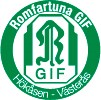 Romfartuna GIF
R
GIF
Hökåsen - Västerås